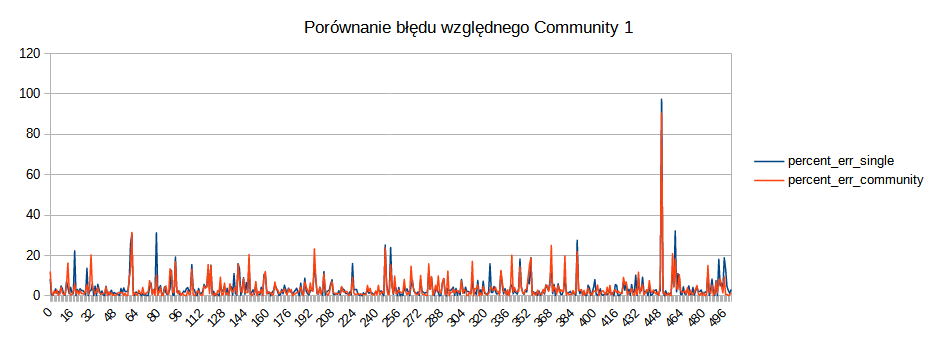 Porównanie błędu względnego Community 1
120
100
80
60
40
20
0
0 16 32 48 64 80 96 112 128 144 160 176 192 208 224 240 256 272 288 304 320 336 352 368 384 400 416 432 448 464 480 496
percent_err_single
percent_err_community